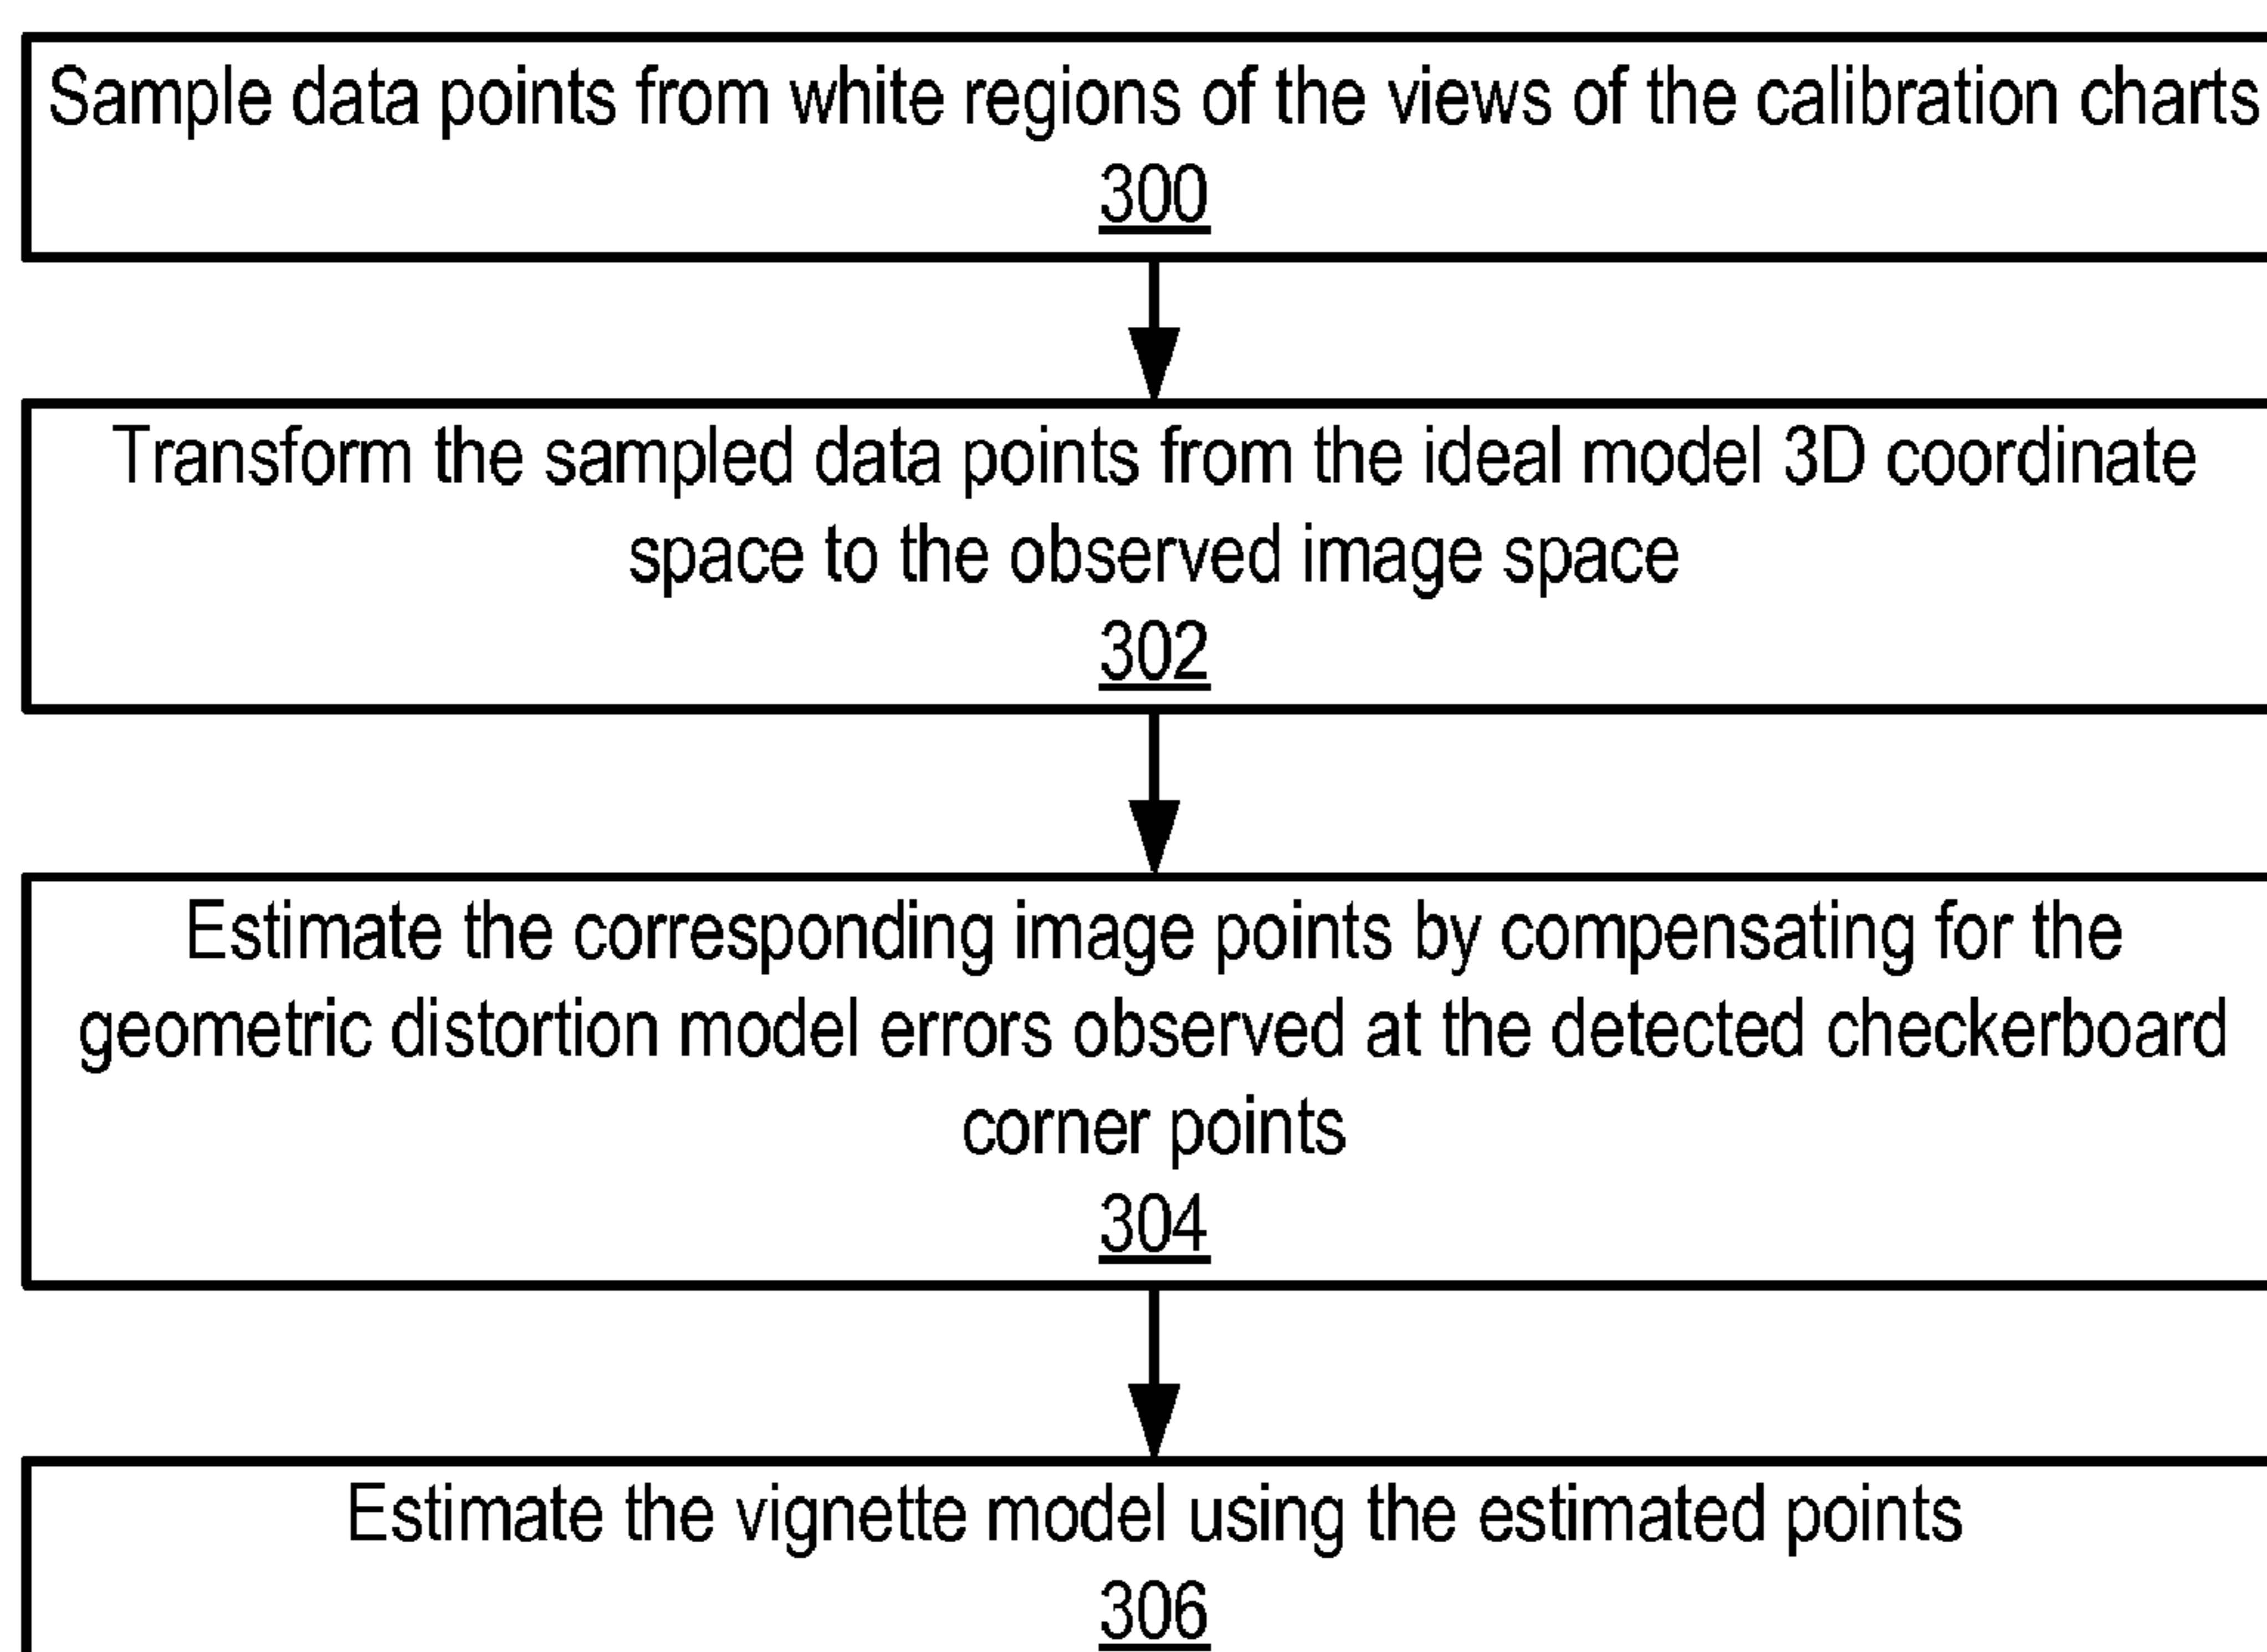 Sample data points from white regions of the views of the calibration charts
300
Transform the sampled data points from the ideal model 3D coordinate
space to the observed image space
302
Estimate the corresponding image points by compensating for the
geometric distortion model errors observed at the detected checkerboard
corner points
304
Estimate the vignette model using the estimated points
306